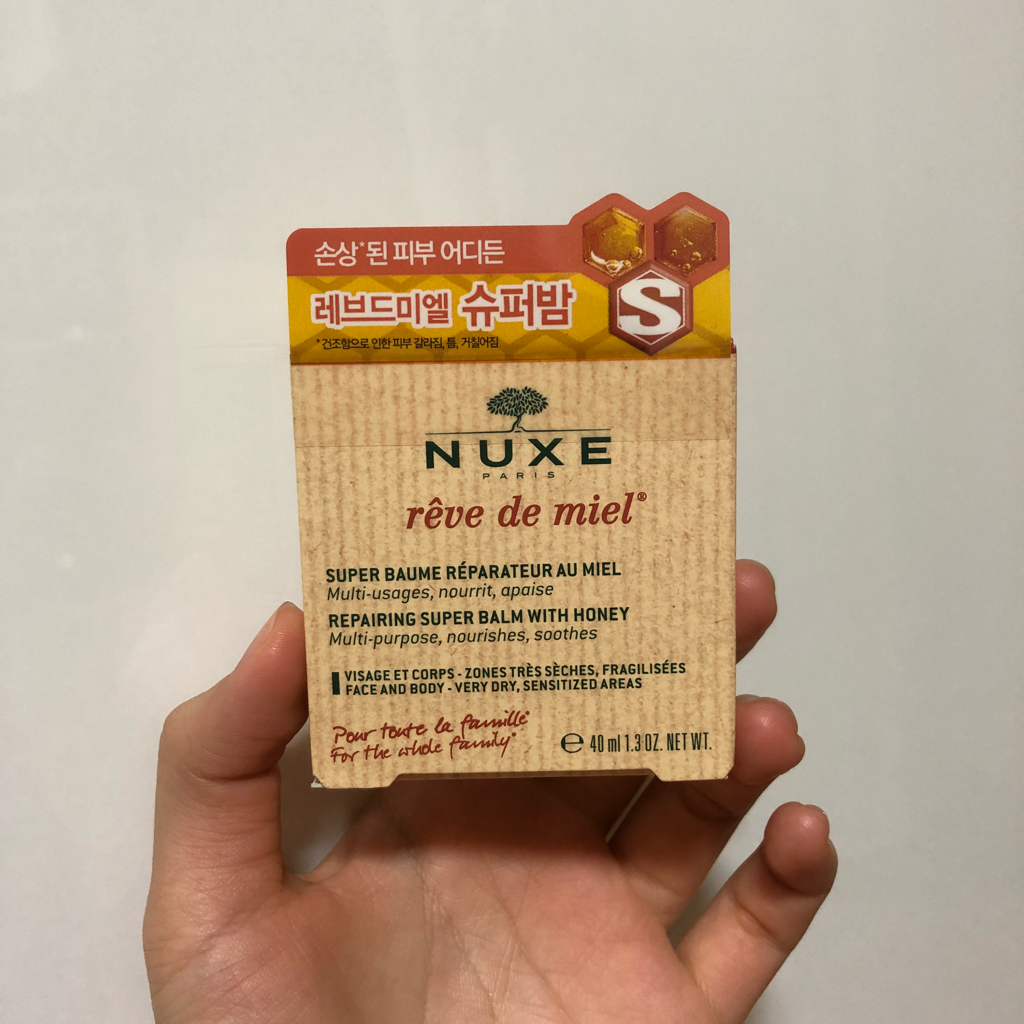 손상*된 피부 어디든
레브드미엘 슈퍼밤
*건조함으로 인한 피부 갈라짐, 틈, 거칠어짐
S
NUXE
PARIS
rêve de miel®
SUPER BAUME RÉPARATEUR AU MIEL
Multi-usages, nourrit, apaise
REPAIRING SUPER BALM WITH HONEY
Multi-purpose, nourishes, soothes
VISAGE ET CORPS - ZONES TRÈS SÈCHES, FRAGILISÉES
FACE AND BODY - VERY DRY, SENSITIZED AREAS
Pour toute la famille*
For the whole family*
℮ 40 ml 1.3 OZ. NET WT.